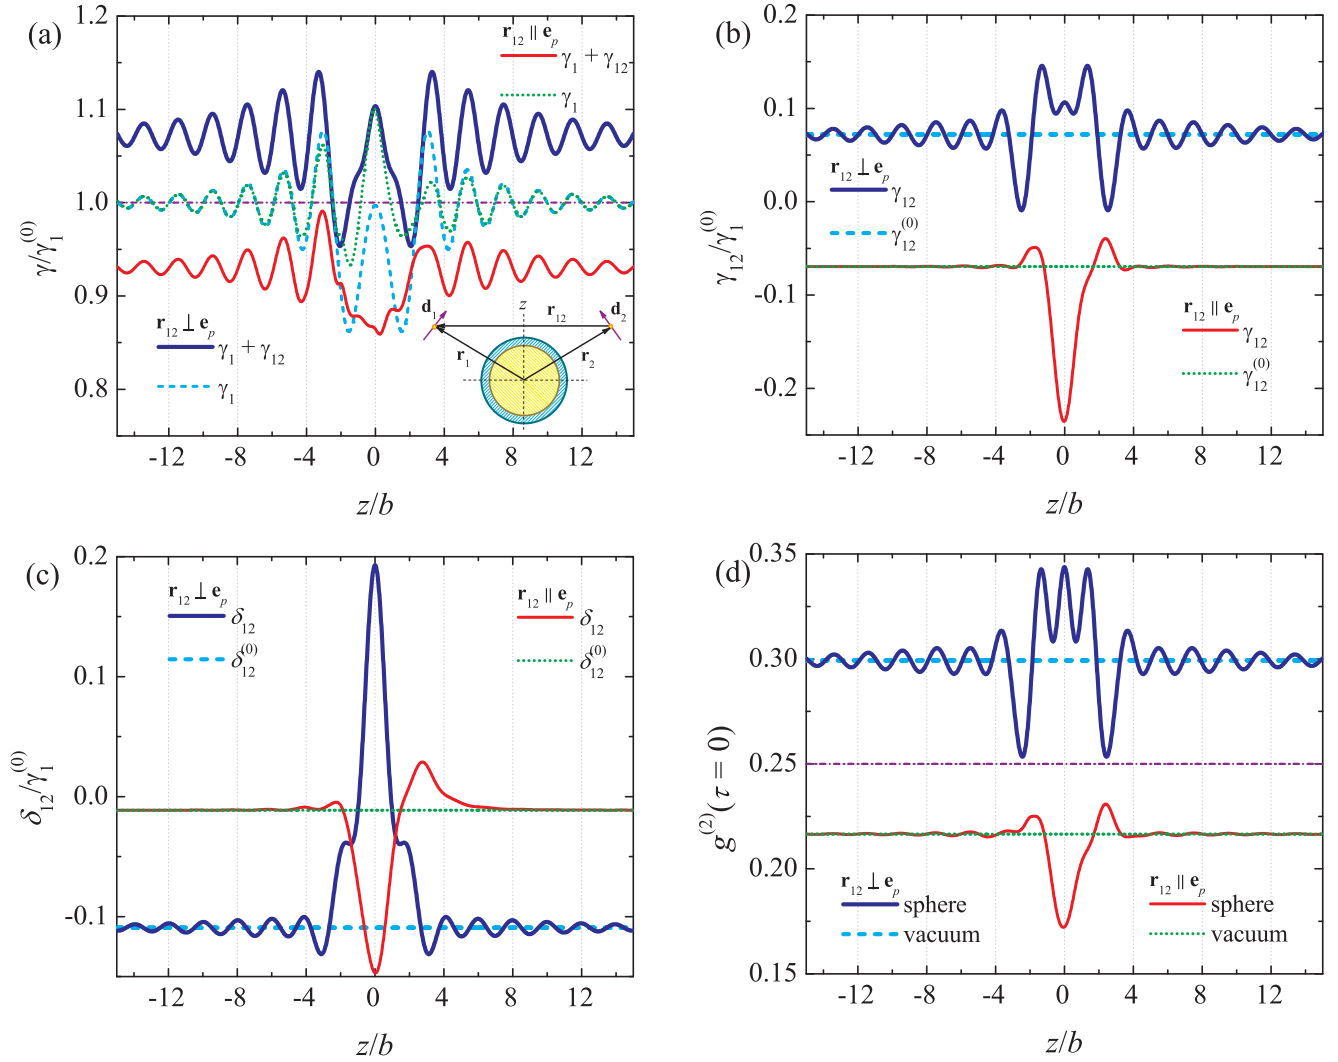 (a)
1.2
1.1
1.0
0.9
0.8
γ/γ₁⁽⁰⁾
r₁₂ ∥ eₚ
γ₁ + γ₁₂
γ₁
r₁₂ ⊥ eₚ
γ₁ + γ₁₂
γ₁
z
d₁
r₁₂
d₂
r₁
r₂
-12 -8 -4 0 4 8 12
z/b
(b)
0.2
0.1
0.0
-0.1
-0.2
γ₁₂/γ₁⁽⁰⁾
r₁₂ ⊥ eₚ
γ₁₂
γ₁₂⁽⁰⁾
r₁₂ ∥ eₚ
γ₁₂
γ₁₂⁽⁰⁾
-12 -8 -4 0 4 8 12
z/b
(c)
0.2
0.1
0.0
-0.1
δ₁₂/γ₁⁽⁰⁾
r₁₂ ⊥ eₚ
δ₁₂
δ₁₂⁽⁰⁾
r₁₂ ∥ eₚ
δ₁₂
δ₁₂⁽⁰⁾
-12 -8 -4 0 4 8 12
z/b
(d)
0.35
0.30
0.25
0.20
0.15
g⁽²⁾(τ = 0)
r₁₂ ⊥ eₚ
sphere
vacuum
r₁₂ ∥ eₚ
sphere
vacuum
-12 -8 -4 0 4 8 12
z/b